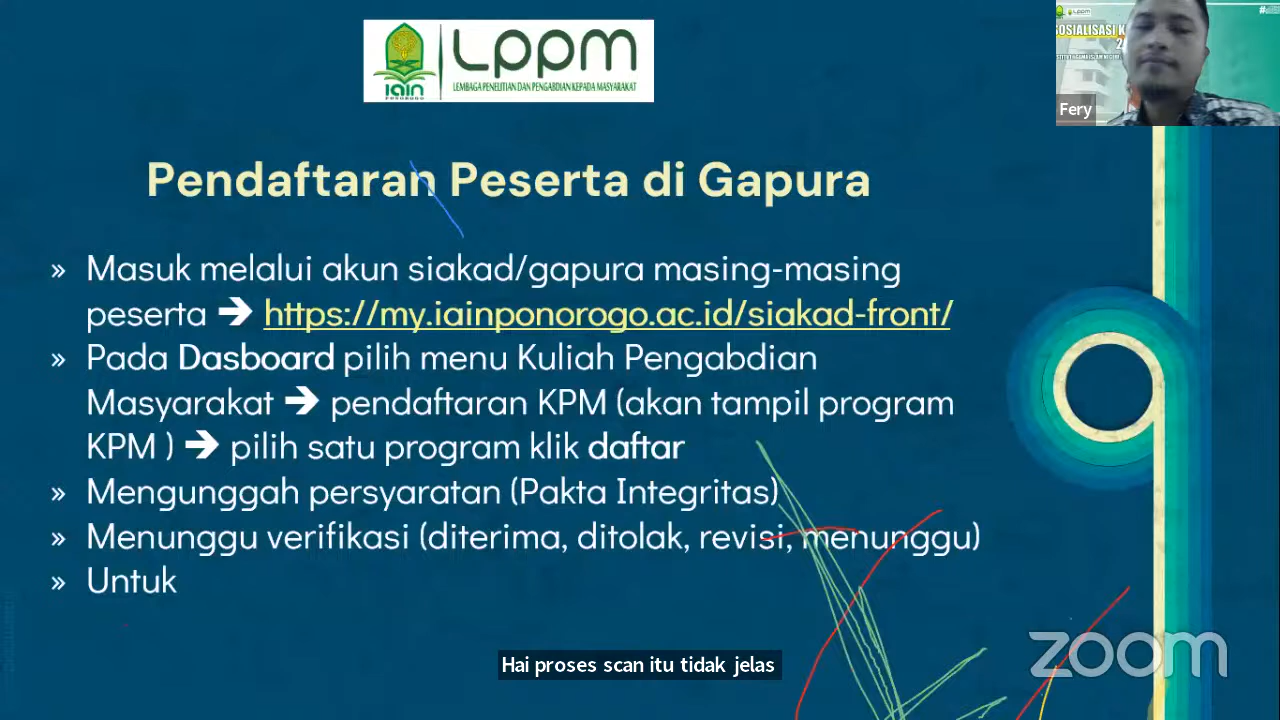 iain
PONOROGO
LPPM
LEMBAGA PENELITIAN DAN PENGABDIAN KEPADA MASYARAKAT
SOSIALISASI K
Fery
Pendaftaran Peserta di Gapura
» Masuk melalui akun siakad/gapura masing-masing
peserta ➔ https://my.iainponorogo.ac.id/siakad-front/
» Pada Dasboard pilih menu Kuliah Pengabdian
Masyarakat ➔ pendaftaran KPM (akan tampil program
KPM ) ➔ pilih satu program klik daftar
» Mengunggah persyaratan (Pakta Integritas)
» Menunggu verifikasi (diterima, ditolak, revisi, menunggu)
» Untuk
zoom
Hai proses scan itu tidak jelas